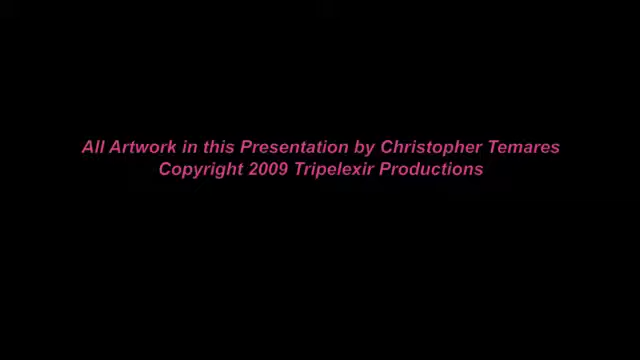 All Artwork in this Presentation by Christopher Temares
Copyright 2009 Tripelexir Productions